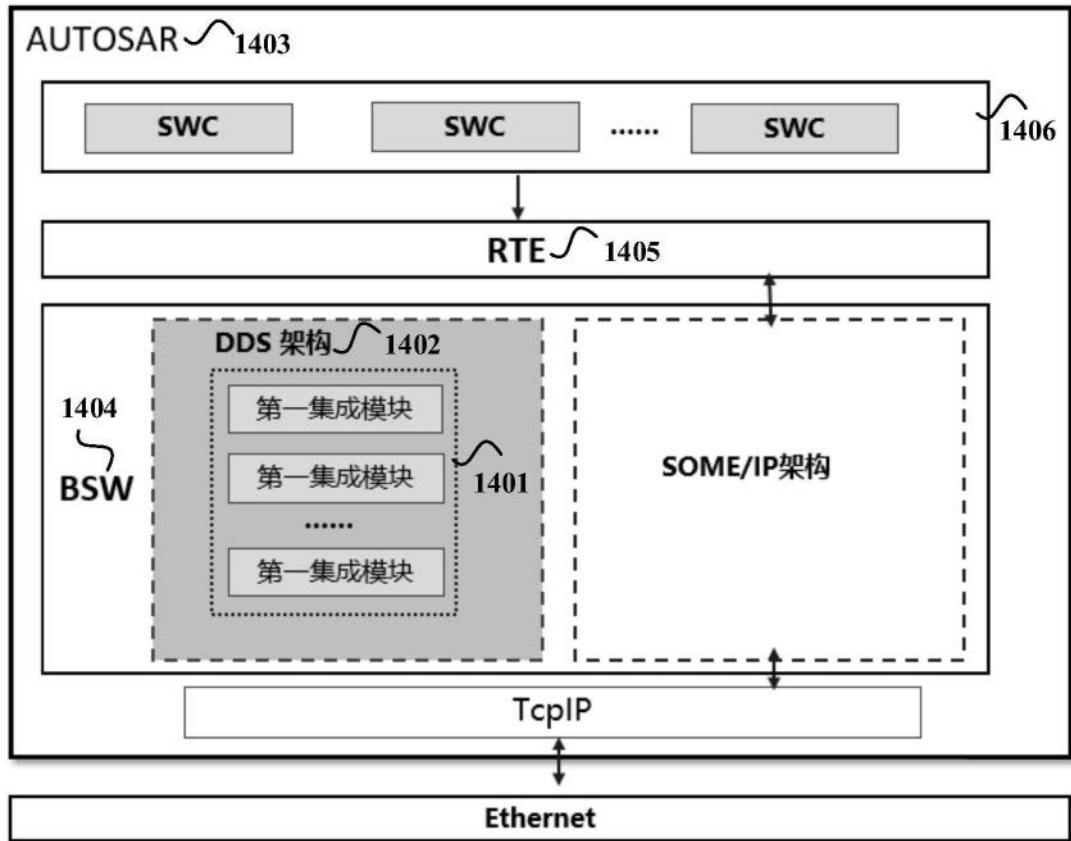 AUTOSAR 1403
SWC SWC ...... SWC
1406
RTE 1405
DDS 架构 1402
第一集成模块
1404
第一集成模块
1401
SOME/IP架构
BSW
......
第一集成模块
TcpIP
Ethernet